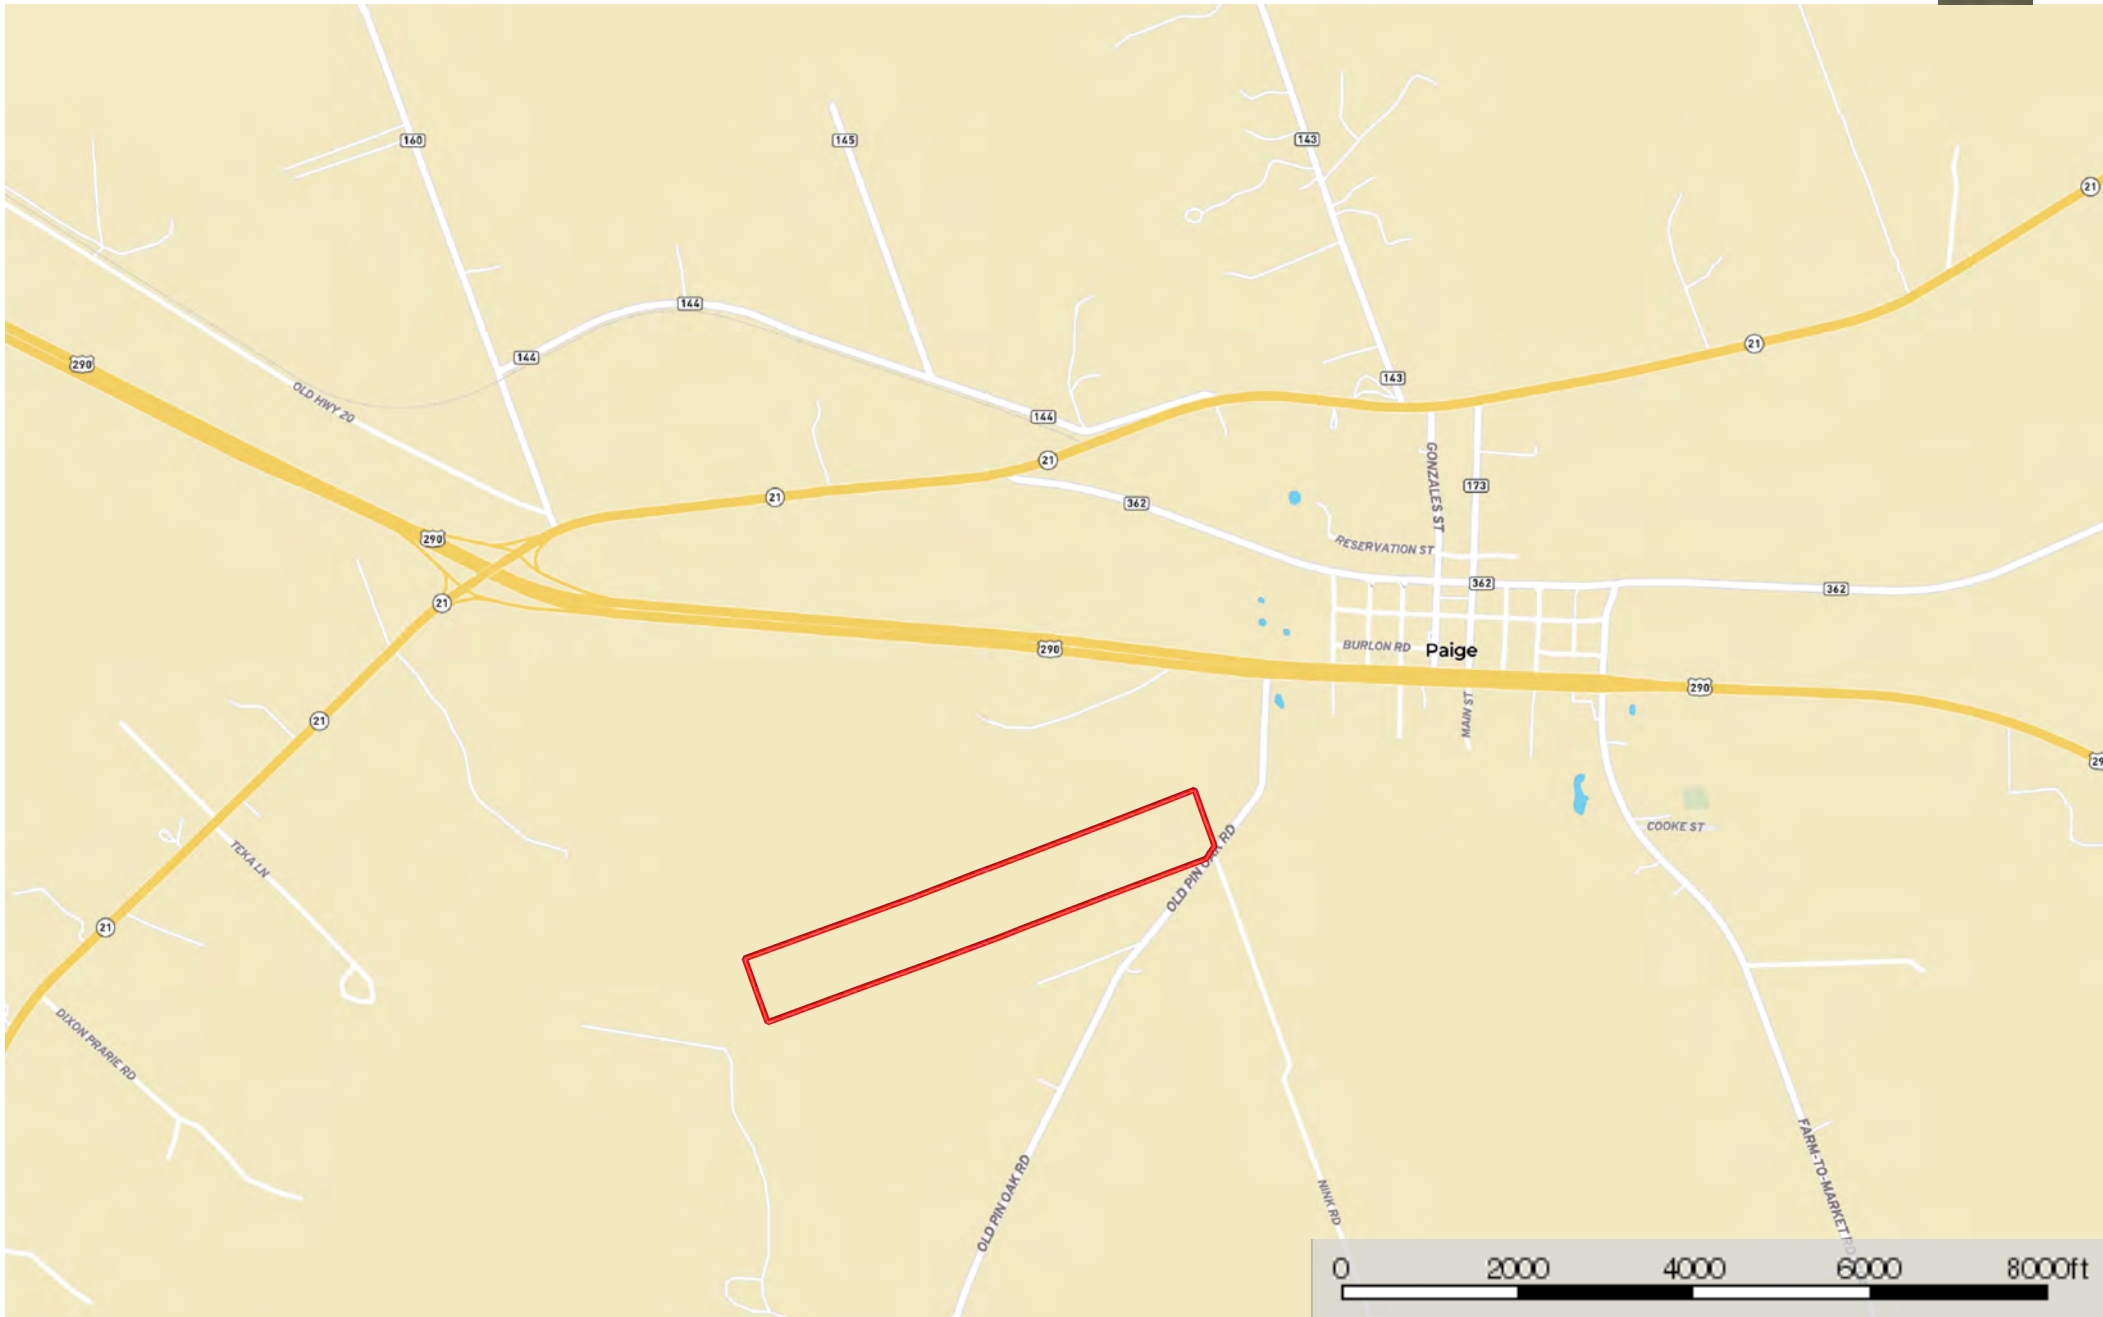 160
145
143
21
144
290
144
21
143
OLD HWY 20
144
21
GONZALES ST
173
21
362
290
RESERVATION ST
362
362
21
BURLON RD
Paige
290
290
MAIN ST
21
290
COOKE ST
TEKA LN
OLD PIN OAK RD
21
DIXON PRARIE RD
FARM-TO-MARKET RD
OLD PIN OAK RD
NINK RD
0 2000 4000 6000 8000ft